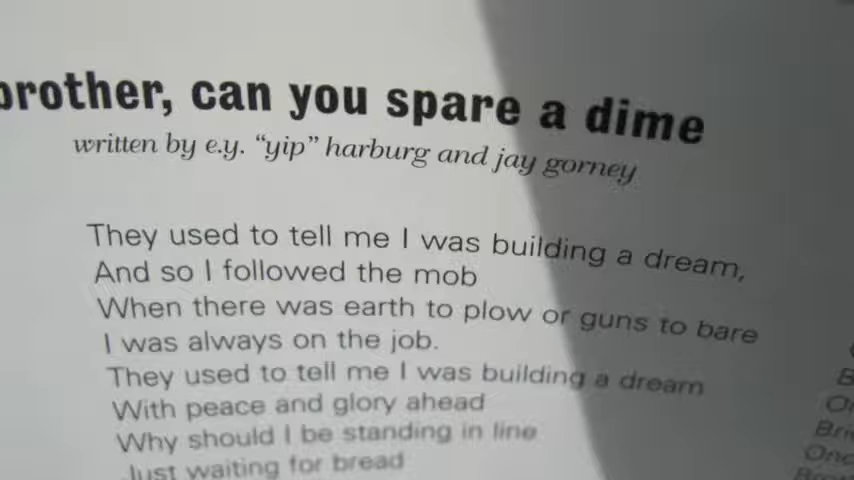 brother, can you spare a dime
written by e.y. “yip” harburg and jay gorney
They used to tell me I was building a dream,
And so I followed the mob
When there was earth to plow or guns to bare
I was always on the job.
They used to tell me I was building a dream
With peace and glory ahead
Why should I be standing in line
Just waiting for bread